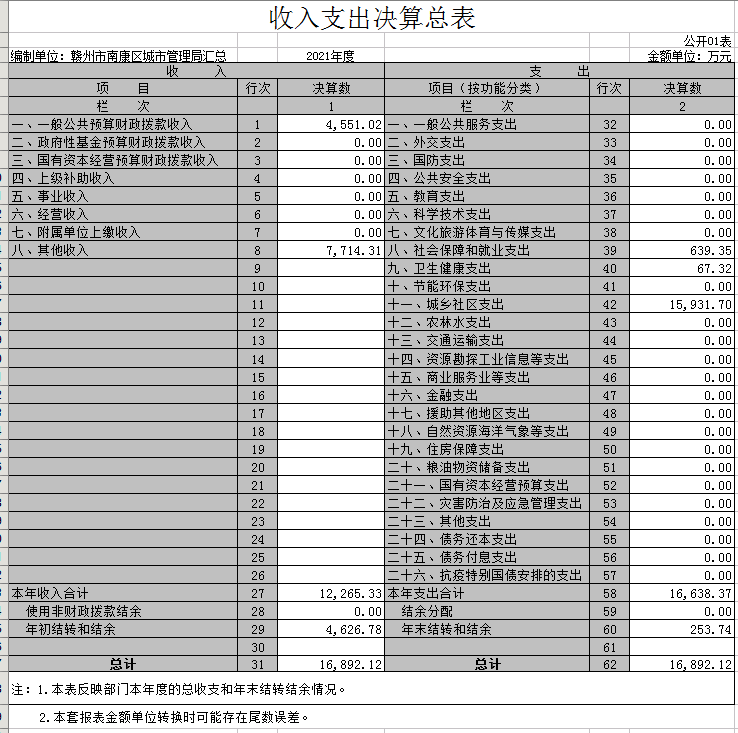 收入支出决算总表
公开01表
编制单位：赣州市南康区城市管理局汇总 2021年度 金额单位：万元
收 入 支 出
项 目 行次 决算数 项目（按功能分类） 行次 决算数
栏 次 1 栏 次 2
一、一般公共预算财政拨款收入 1 4,551.02 一、一般公共服务支出 32 0.00
二、政府性基金预算财政拨款收入 2 0.00 二、外交支出 33 0.00
三、国有资本经营预算财政拨款收入 3 0.00 三、国防支出 34 0.00
四、上级补助收入 4 0.00 四、公共安全支出 35 0.00
五、事业收入 5 0.00 五、教育支出 36 0.00
六、经营收入 6 0.00 六、科学技术支出 37 0.00
七、附属单位上缴收入 7 0.00 七、文化旅游体育与传媒支出 38 0.00
八、其他收入 8 7,714.31 八、社会保障和就业支出 39 639.35
9 九、卫生健康支出 40 67.32
10 十、节能环保支出 41 0.00
11 十一、城乡社区支出 42 15,931.70
12 十二、农林水支出 43 0.00
13 十三、交通运输支出 44 0.00
14 十四、资源勘探工业信息等支出 45 0.00
15 十五、商业服务业等支出 46 0.00
16 十六、金融支出 47 0.00
17 十七、援助其他地区支出 48 0.00
18 十八、自然资源海洋气象等支出 49 0.00
19 十九、住房保障支出 50 0.00
20 二十、粮油物资储备支出 51 0.00
21 二十一、国有资本经营预算支出 52 0.00
22 二十二、灾害防治及应急管理支出 53 0.00
23 二十三、其他支出 54 0.00
24 二十四、债务还本支出 55 0.00
25 二十五、债务付息支出 56 0.00
26 二十六、抗疫特别国债安排的支出 57 0.00
本年收入合计 27 12,265.33 本年支出合计 58 16,638.37
使用非财政拨款结余 28 0.00 结余分配 59 0.00
年初结转和结余 29 4,626.78 年末结转和结余 60 253.74
30 61
总计 31 16,892.12 总计 62 16,892.12
注：1.本表反映部门本年度的总收支和年末结转结余情况。
2.本套报表金额单位转换时可能存在尾数误差。